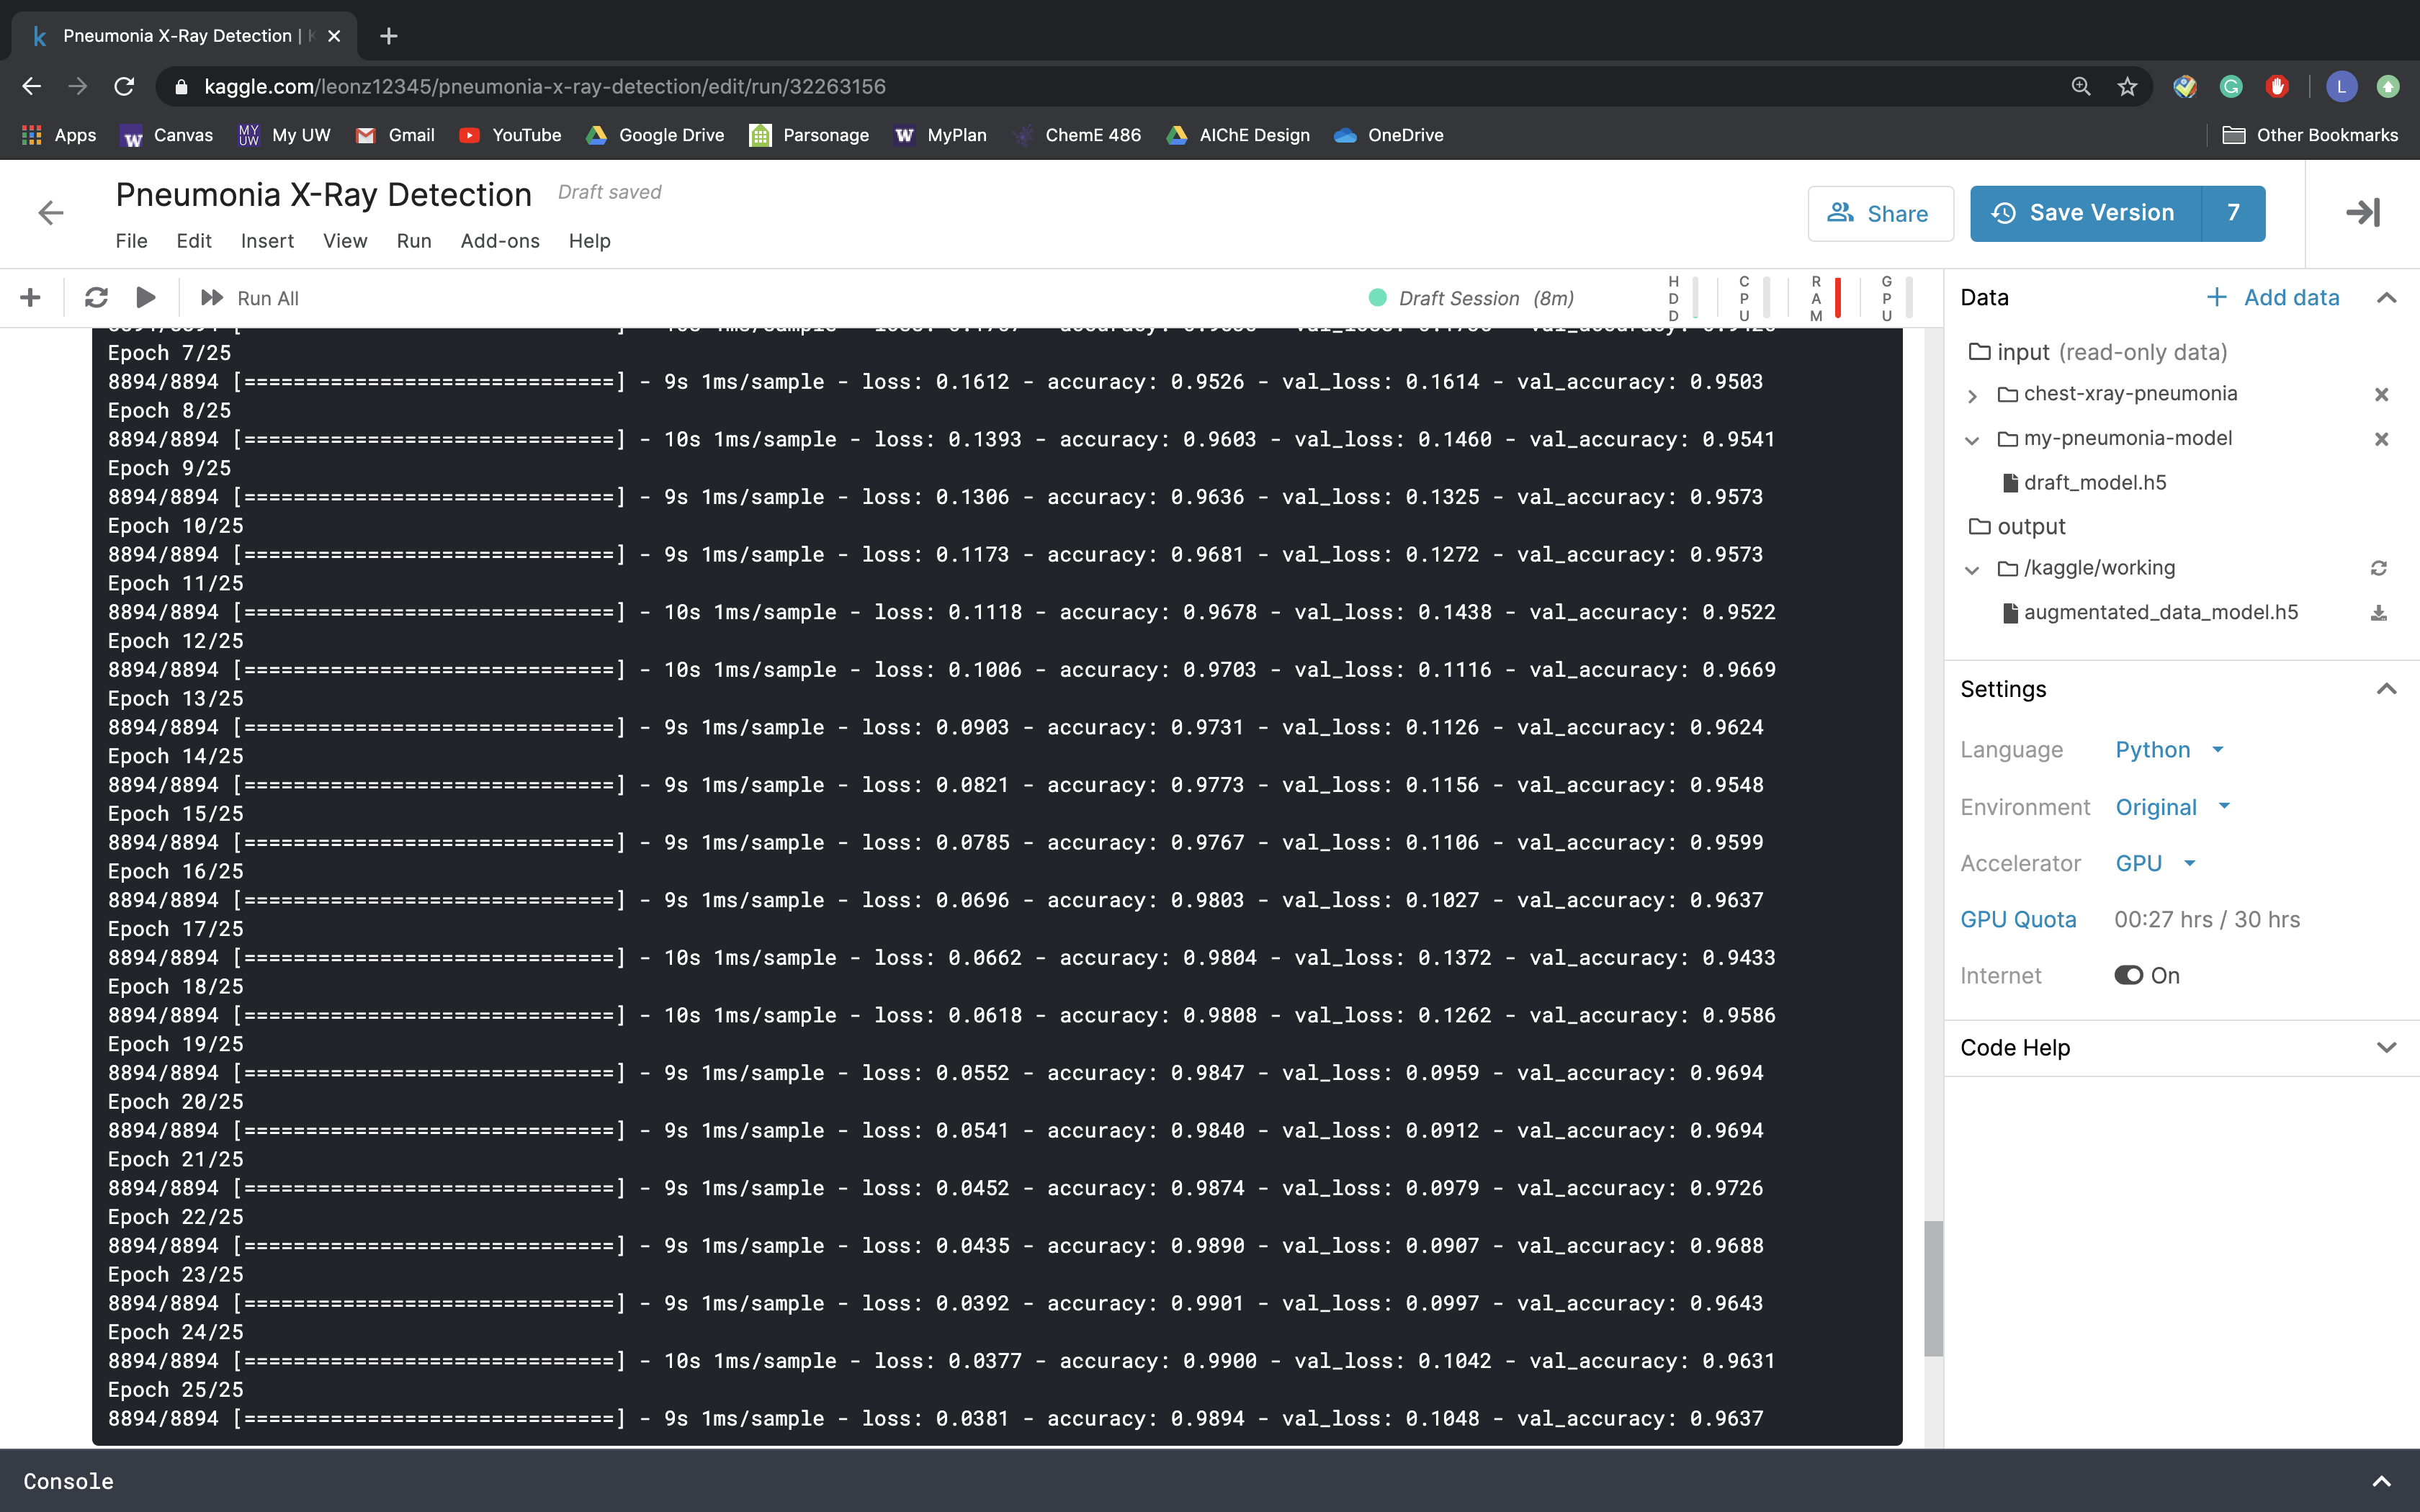 Pneumonia X-Ray Detection |
kaggle.com/leonz12345/pneumonia-x-ray-detection/edit/run/32263156
L
Apps Canvas My UW Gmail YouTube Google Drive Parsonage MyPlan ChemE 486 AIChE Design OneDrive Other Bookmarks
Pneumonia X-Ray Detection Draft saved
File Edit Insert View Run Add-ons Help
Share
Save Version 7
Run All
Draft Session (8m)
HDD CPU RAM GPU
Epoch 7/25
8894/8894 [==============================] - 9s 1ms/sample - loss: 0.1612 - accuracy: 0.9526 - val_loss: 0.1614 - val_accuracy: 0.9503
Epoch 8/25
8894/8894 [==============================] - 10s 1ms/sample - loss: 0.1393 - accuracy: 0.9603 - val_loss: 0.1460 - val_accuracy: 0.9541
Epoch 9/25
8894/8894 [==============================] - 9s 1ms/sample - loss: 0.1306 - accuracy: 0.9636 - val_loss: 0.1325 - val_accuracy: 0.9573
Epoch 10/25
8894/8894 [==============================] - 9s 1ms/sample - loss: 0.1173 - accuracy: 0.9681 - val_loss: 0.1272 - val_accuracy: 0.9573
Epoch 11/25
8894/8894 [==============================] - 10s 1ms/sample - loss: 0.1118 - accuracy: 0.9678 - val_loss: 0.1438 - val_accuracy: 0.9522
Epoch 12/25
8894/8894 [==============================] - 10s 1ms/sample - loss: 0.1006 - accuracy: 0.9703 - val_loss: 0.1116 - val_accuracy: 0.9669
Epoch 13/25
8894/8894 [==============================] - 9s 1ms/sample - loss: 0.0903 - accuracy: 0.9731 - val_loss: 0.1126 - val_accuracy: 0.9624
Epoch 14/25
8894/8894 [==============================] - 9s 1ms/sample - loss: 0.0821 - accuracy: 0.9773 - val_loss: 0.1156 - val_accuracy: 0.9548
Epoch 15/25
8894/8894 [==============================] - 9s 1ms/sample - loss: 0.0785 - accuracy: 0.9767 - val_loss: 0.1106 - val_accuracy: 0.9599
Epoch 16/25
8894/8894 [==============================] - 9s 1ms/sample - loss: 0.0696 - accuracy: 0.9803 - val_loss: 0.1027 - val_accuracy: 0.9637
Epoch 17/25
8894/8894 [==============================] - 10s 1ms/sample - loss: 0.0662 - accuracy: 0.9804 - val_loss: 0.1372 - val_accuracy: 0.9433
Epoch 18/25
8894/8894 [==============================] - 10s 1ms/sample - loss: 0.0618 - accuracy: 0.9808 - val_loss: 0.1262 - val_accuracy: 0.9586
Epoch 19/25
8894/8894 [==============================] - 9s 1ms/sample - loss: 0.0552 - accuracy: 0.9847 - val_loss: 0.0959 - val_accuracy: 0.9694
Epoch 20/25
8894/8894 [==============================] - 9s 1ms/sample - loss: 0.0541 - accuracy: 0.9840 - val_loss: 0.0912 - val_accuracy: 0.9694
Epoch 21/25
8894/8894 [==============================] - 9s 1ms/sample - loss: 0.0452 - accuracy: 0.9874 - val_loss: 0.0979 - val_accuracy: 0.9726
Epoch 22/25
8894/8894 [==============================] - 9s 1ms/sample - loss: 0.0435 - accuracy: 0.9890 - val_loss: 0.0907 - val_accuracy: 0.9688
Epoch 23/25
8894/8894 [==============================] - 9s 1ms/sample - loss: 0.0392 - accuracy: 0.9901 - val_loss: 0.0997 - val_accuracy: 0.9643
Epoch 24/25
8894/8894 [==============================] - 10s 1ms/sample - loss: 0.0377 - accuracy: 0.9900 - val_loss: 0.1042 - val_accuracy: 0.9631
Epoch 25/25
8894/8894 [==============================] - 9s 1ms/sample - loss: 0.0381 - accuracy: 0.9894 - val_loss: 0.1048 - val_accuracy: 0.9637
Data + Add data
input (read-only data)
chest-xray-pneumonia
my-pneumonia-model
draft_model.h5
output
/kaggle/working
augmentated_data_model.h5
Settings
Language Python
Environment Original
Accelerator GPU
GPU Quota 00:27 hrs / 30 hrs
Internet On
Code Help
Console